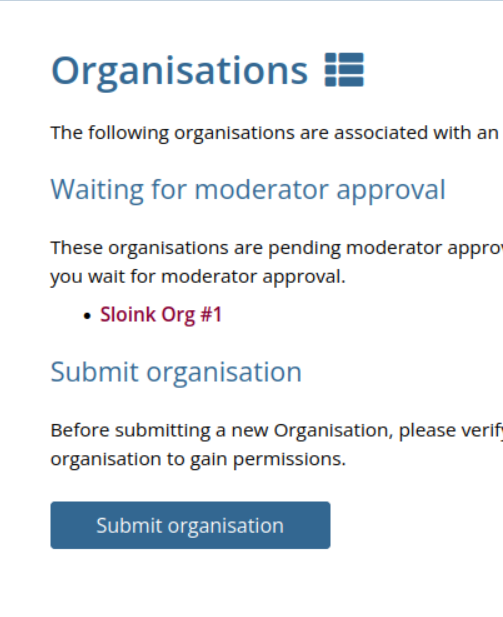 Organisations
The following organisations are associated with an
Waiting for moderator approval
These organisations are pending moderator
you wait for moderator approval.
• Sloink Org #1
Submit organisation
Before submitting a new Organisation, please
organisation to gain permissions.
Submit organisation